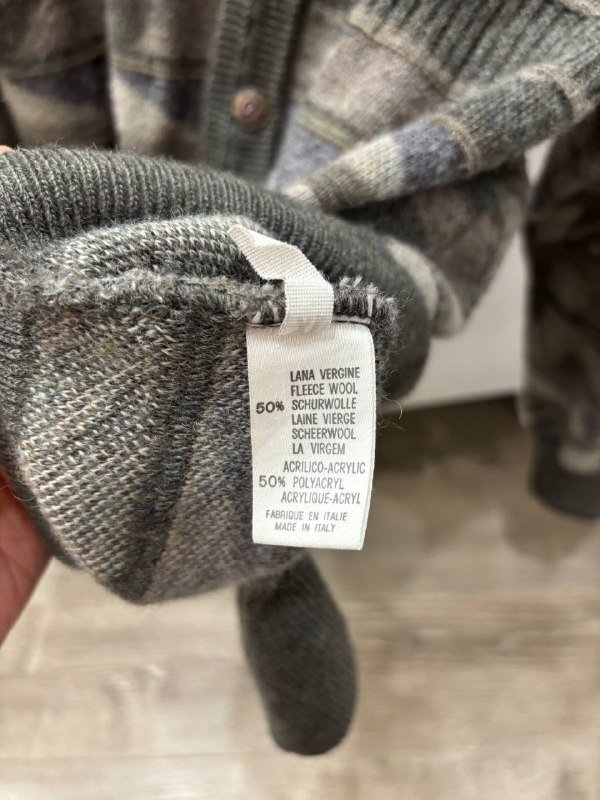 LANA VERGINE
FLEECE WOOL
50% SCHURWOLLE
LAINE VIERGE
SCHEERWOOL
LA VIRGEM
ACRILICO-ACRYLIC
50% POLYACRYL
ACRYLIQUE-ACRYL
FABRIQUE EN ITALIE
MADE IN ITALY